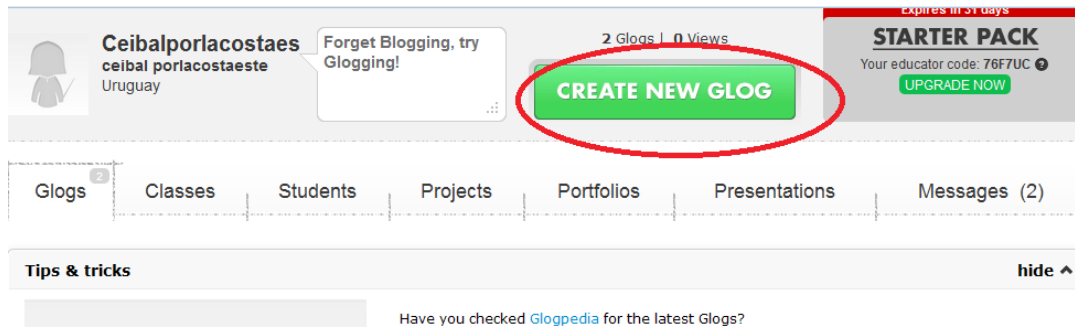 Expires in 31 days
Ceibalporlacostaes
ceibal porlacostaeste
Uruguay
Forget Blogging, try
Glogging!
2 Glogs | 0 Views
CREATE NEW GLOG
STARTER PACK
Your educator code: 76F7UC ?
UPGRADE NOW
Glogs 2
Classes
Students
Projects
Portfolios
Presentations
Messages (2)
Tips & tricks
hide
Have you checked Glogpedia for the latest Glogs?